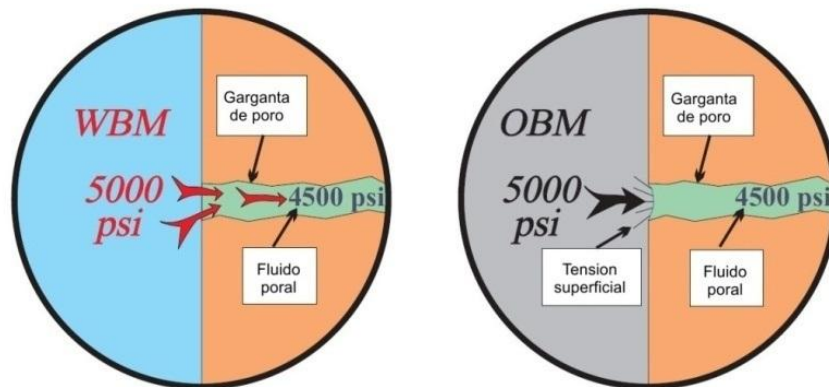 WBM
5000
psi
Garganta
de poro
4500 psi
Fluido
poral
OBM
5000
psi
Garganta
de poro
4500 psi
Tension
superficial
Fluido
poral